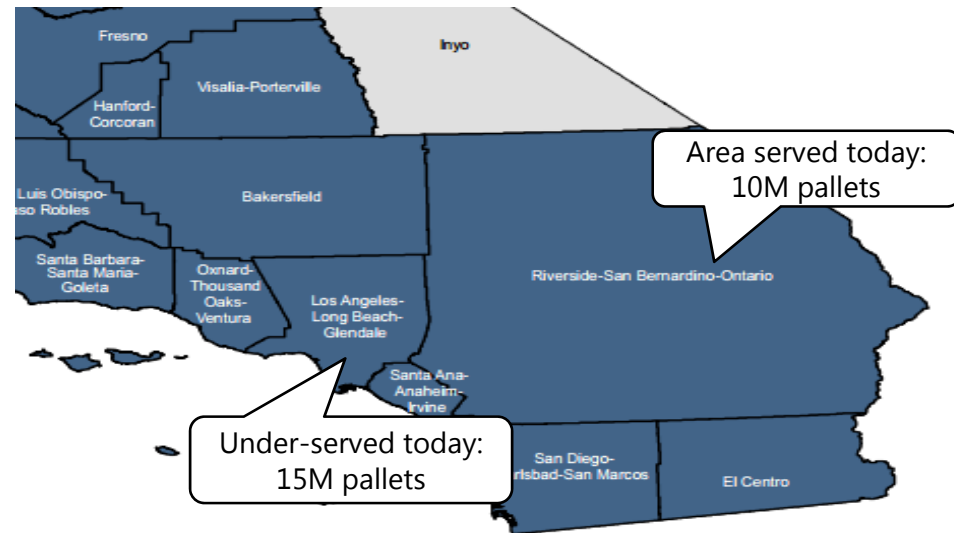 Fresno
Inyo
Visalia-Porterville
Hanford-
Corcoran
Area served today:
10M pallets
Luis Obispo-
aso Robles
Bakersfield
Santa Barbara-
Santa Maria-
Goleta
Oxnard-
Thousand
Oaks-
Ventura
Los Angeles-
Long Beach-
Glendale
Riverside-San Bernardino-Ontario
Santa Ana-
Anaheim-
Irvine
Under-served today:
15M pallets
San Diego-
rlsbad-San Marcos
El Centro